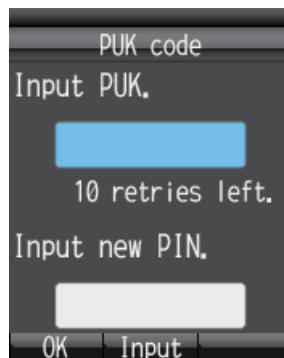 PUK code
Input PUK.
10 retries left.
Input new PIN.
OK Input